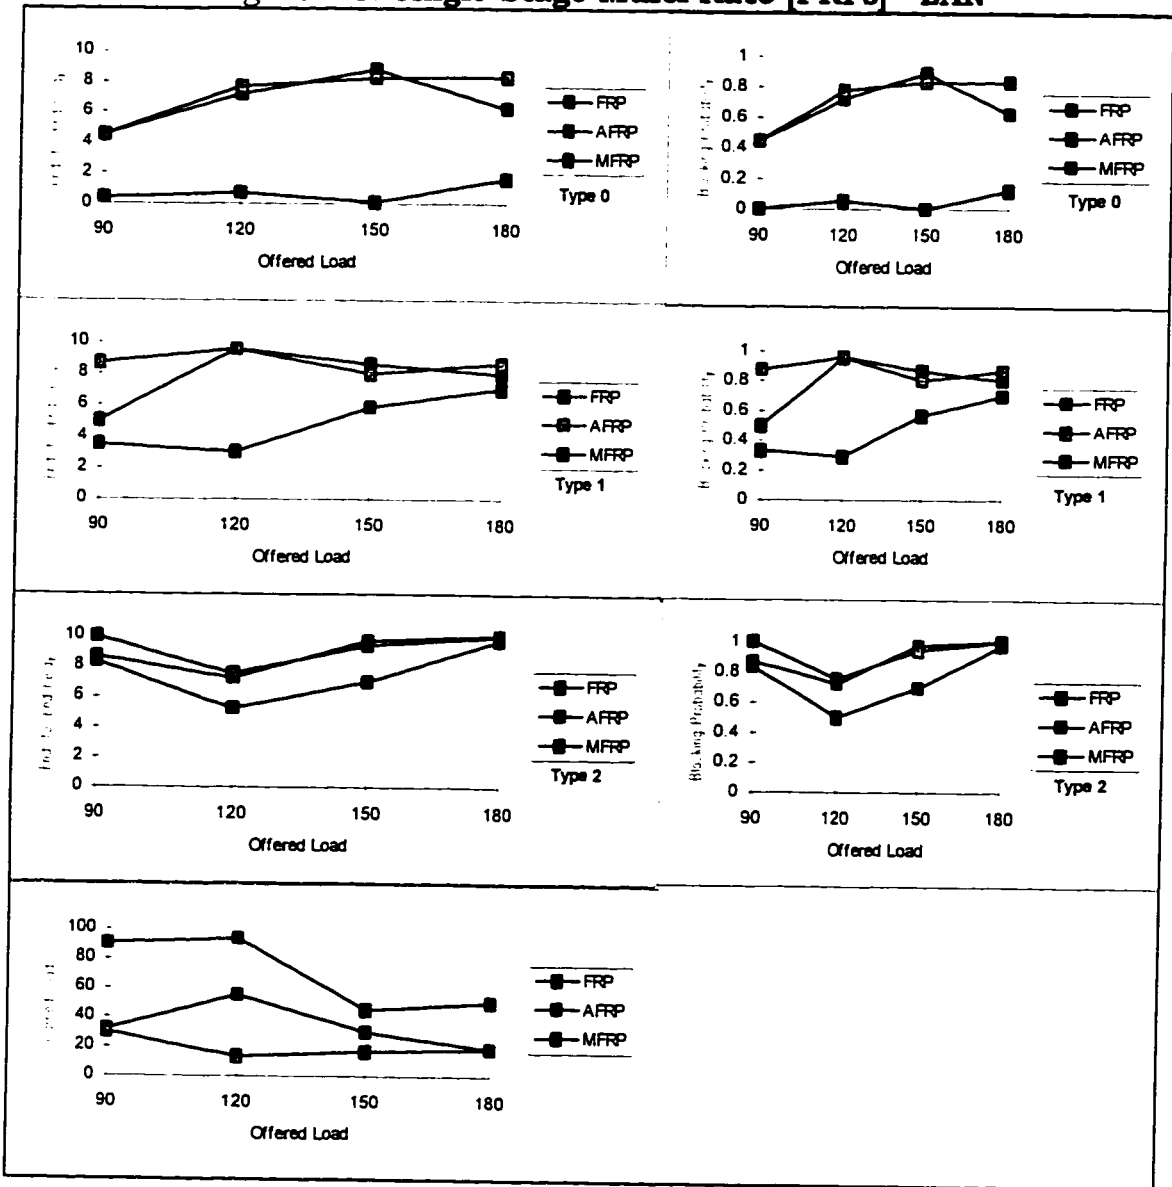 Single Stage Multi Rate [FRPs] - LAN
10
8
6
4
2
0
90 120 150 180
Offered Load
FRP
AFRP
MFRP
Type 0
1
0.8
0.6
0.4
0.2
0
90 120 150 180
Offered Load
FRP
AFRP
MFRP
Type 0
10
8
6
4
2
0
90 120 150 180
Offered Load
FRP
AFRP
MFRP
Type 1
1
0.8
0.6
0.4
0.2
0
90 120 150 180
Offered Load
FRP
AFRP
MFRP
Type 1
10
8
6
4
2
0
90 120 150 180
Offered Load
FRP
AFRP
MFRP
Type 2
Blocking Probability
1
0.8
0.6
0.4
0.2
0
90 120 150 180
Offered Load
FRP
AFRP
MFRP
Type 2
100
80
60
40
20
0
90 120 150 180
Offered Load
FRP
AFRP
MFRP